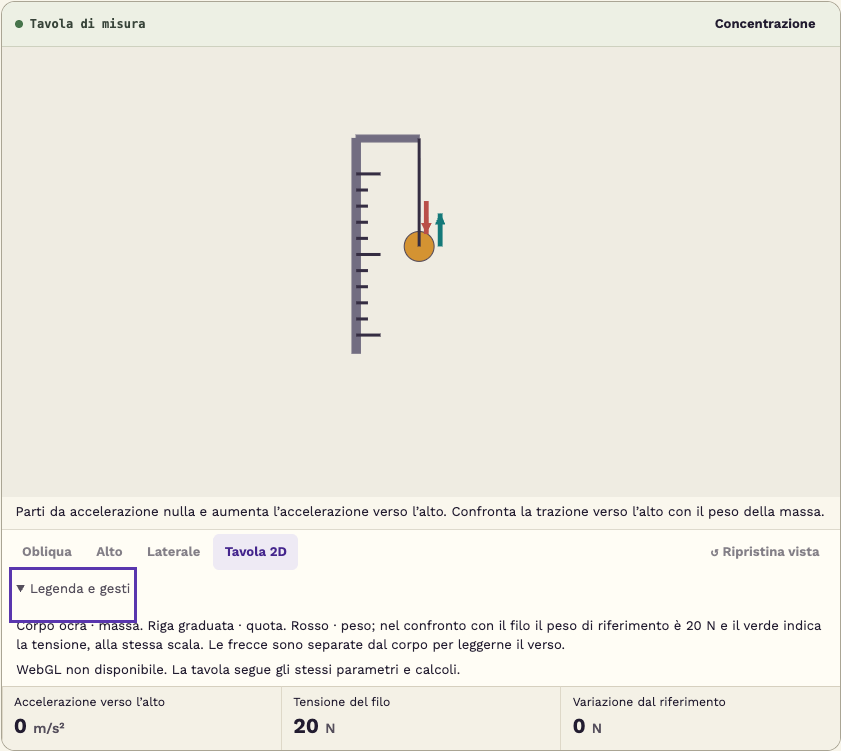 Tavola di misura
Concentrazione
Parti da accelerazione nulla e aumenta l’accelerazione verso l’alto. Confronta la trazione verso l’alto con il peso della massa.
Obliqua Alto Laterale Tavola 2D ↺ Ripristina vista
▼ Legenda e gesti
Corpo ocra · massa. Riga graduata · quota. Rosso · peso; nel confronto con il filo il peso di riferimento è 20 N e il verde indica
la tensione, alla stessa scala. Le frecce sono separate dal corpo per leggerne il verso.
WebGL non disponibile. La tavola segue gli stessi parametri e calcoli.
Accelerazione verso l’alto
0 m/s²
Tensione del filo
20 N
Variazione dal riferimento
0 N